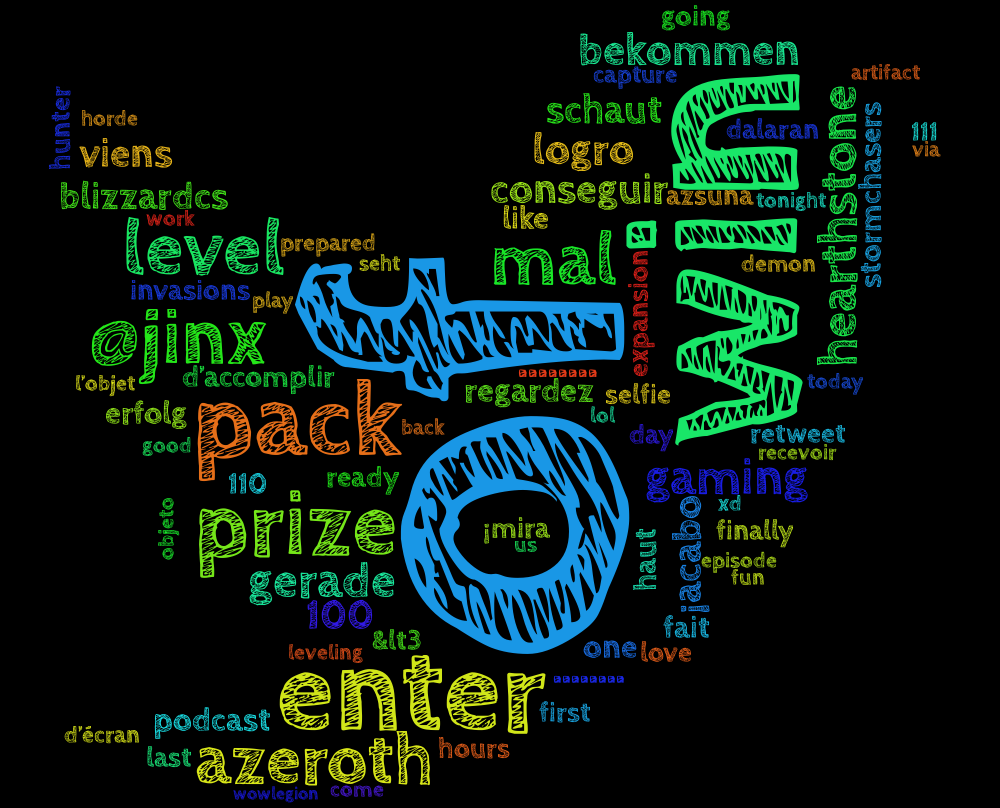 going
bekommen
capture
artifact
schaut
hunter
horde
win
dalaran
hearthstone
stormchasers
111
via
logro
viens
conseguir
azsuna
tonight
blizzardcs
work
like
level
prepared
seht
mal
demon
invasions
play
expansion
@jinx
to
l'objet
d'accomplir
regardez
selfie
today
erfolg
pack
back
lol
day
retweet
recevoir
good
110
ready
gaming
objeto
prize
¡mira
us
haut
¡acabo
xd
finally
episode
fun
gerade
100
fait
&lt3
leveling
one
love
enter
first
podcast
d'écran
last
azeroth
hours
wowlegion
come